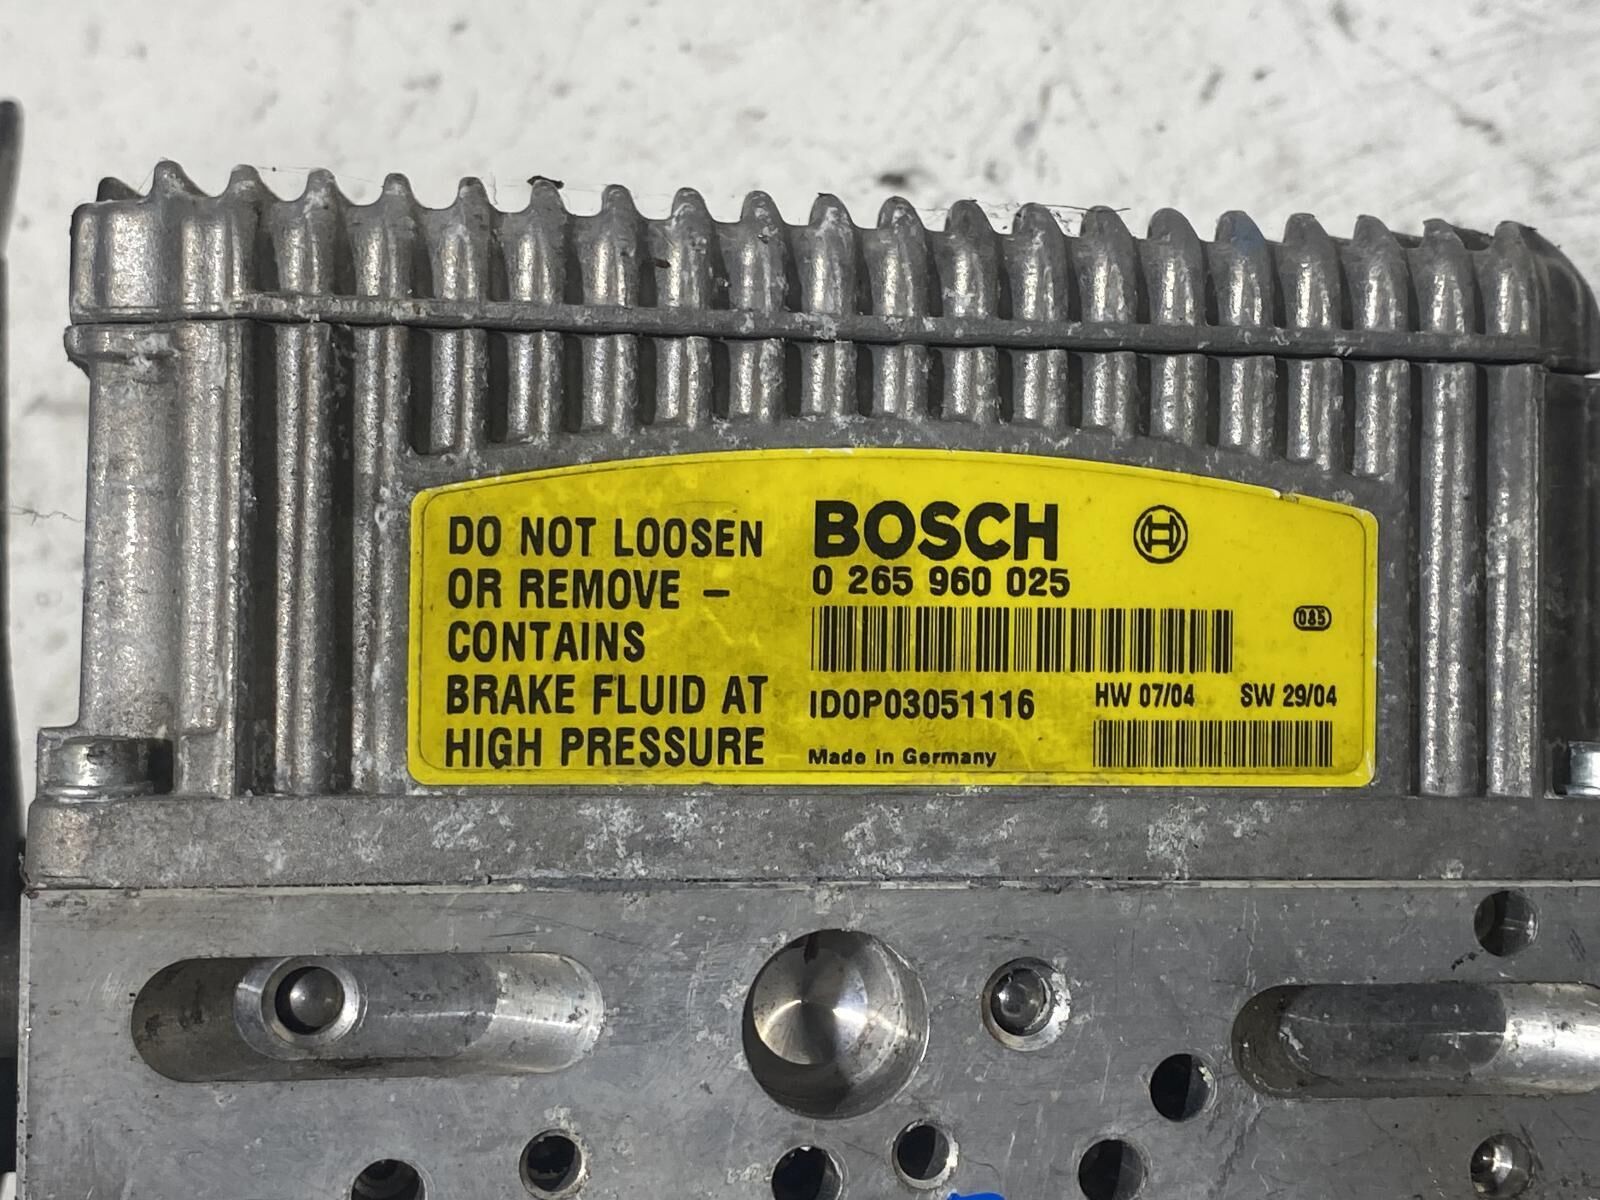 DO NOT LOOSEN
OR REMOVE –
CONTAINS
BRAKE FLUID AT
HIGH PRESSURE
BOSCH
0 265 960 025
085
ID0P03051116
HW 07/04 SW 29/04
Made in Germany